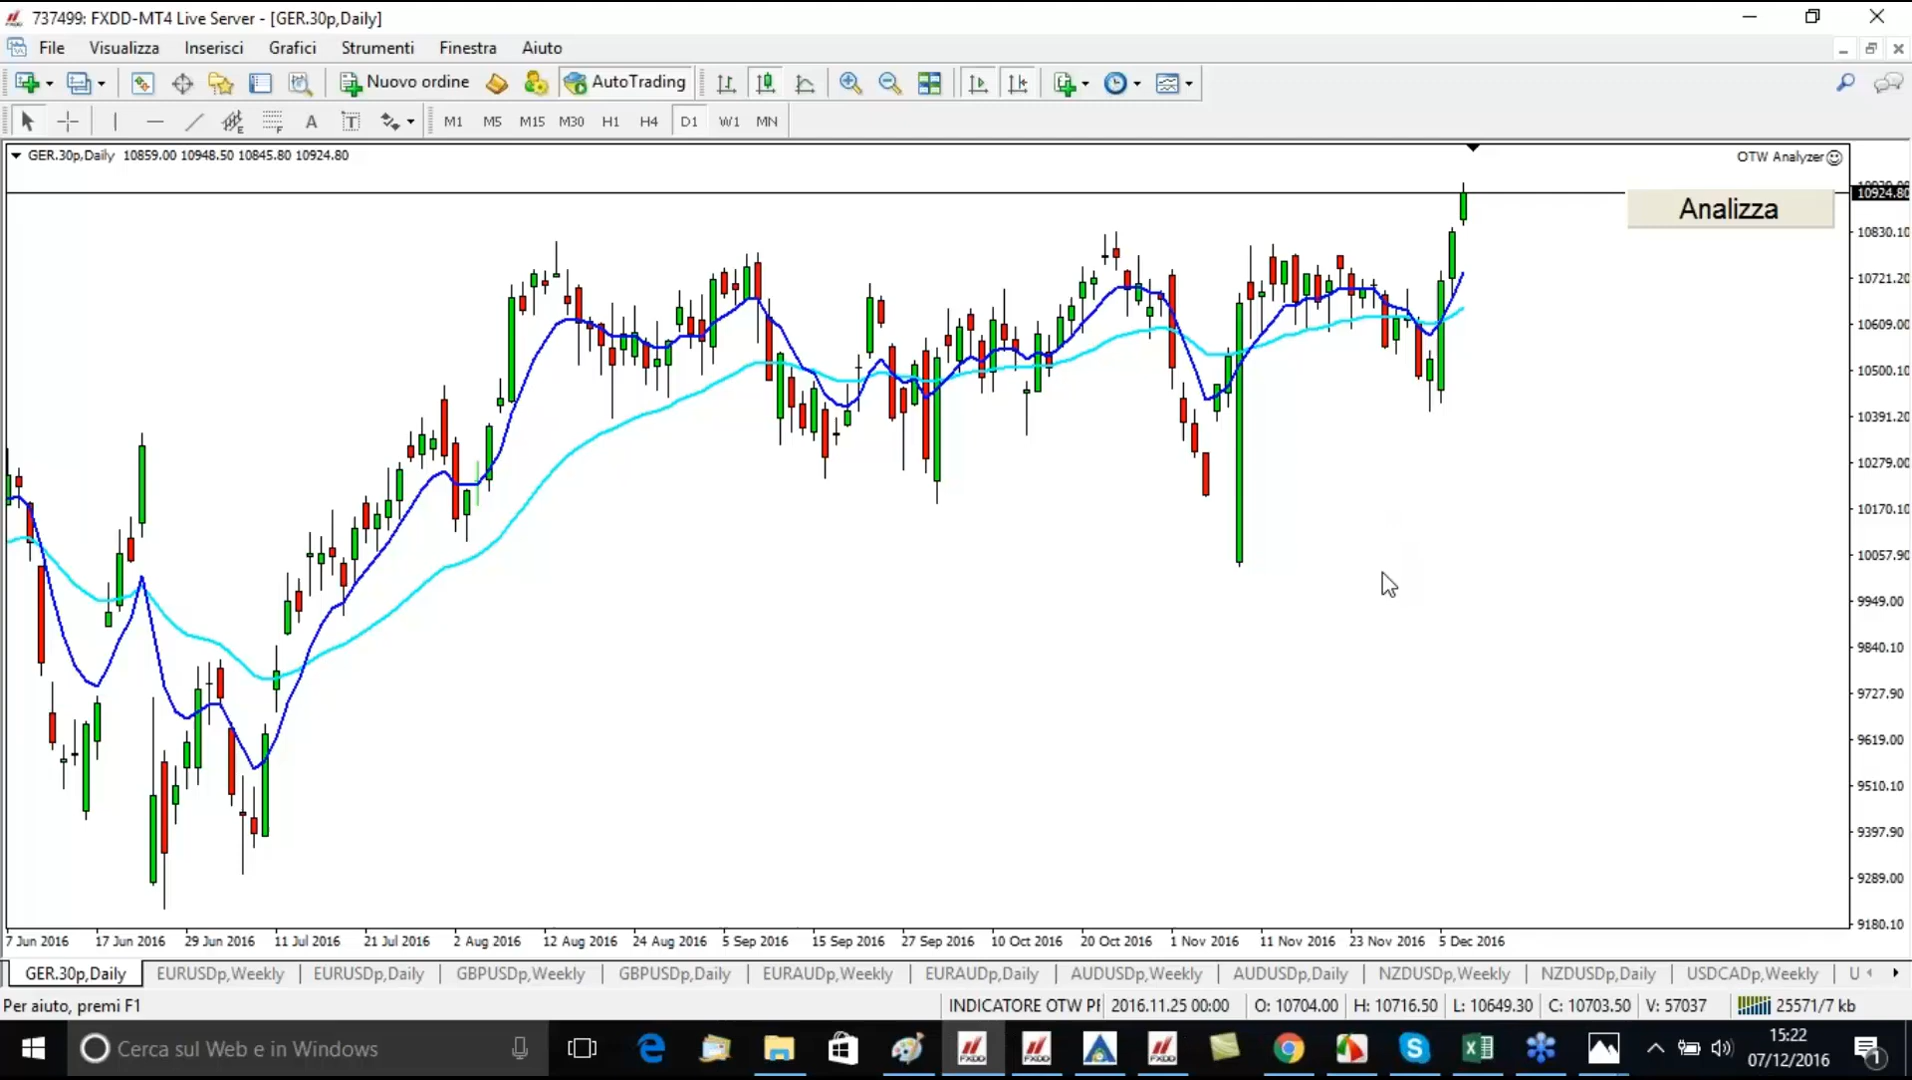 737499: FXDD-MT4 Live Server - [GER.30p,Daily]
File Visualizza Inserisci Grafici Strumenti Finestra Aiuto
Nuovo ordine AutoTrading
A T M1 M5 M15 M30 H1 H4 D1 W1 MN
GER.30p,Daily 10859.00 10948.50 10845.80 10924.80
OTW Analyzer
10924.80
Analizza
10830.10
10721.20
10609.00
10500.10
10391.20
10279.00
10170.10
10057.90
9949.00
9840.10
9727.90
9619.00
9510.10
9397.90
9289.00
9180.10
7 Jun 2016 17 Jun 2016 29 Jun 2016 11 Jul 2016 21 Jul 2016 2 Aug 2016 12 Aug 2016 24 Aug 2016 5 Sep 2016 15 Sep 2016 27 Sep 2016 10 Oct 2016 20 Oct 2016 1 Nov 2016 11 Nov 2016 23 Nov 2016 5 Dec 2016
GER.30p,Daily EURUSDp,Weekly EURUSDp,Daily GBPUSDp,Weekly GBPUSDp,Daily EURAUDp,Weekly EURAUDp,Daily AUDUSDp,Weekly AUDUSDp,Daily NZDUSDp,Weekly NZDUSDp,Daily USDCADp,Weekly U
Per aiuto, premi F1 INDICATORE OTW 2016.11.25 00:00 O: 10704.00 H: 10716.50 L: 10649.30 C: 10703.50 V: 57037 25571/7 kb
Cerca sul Web e in Windows
15:22
07/12/2016
1